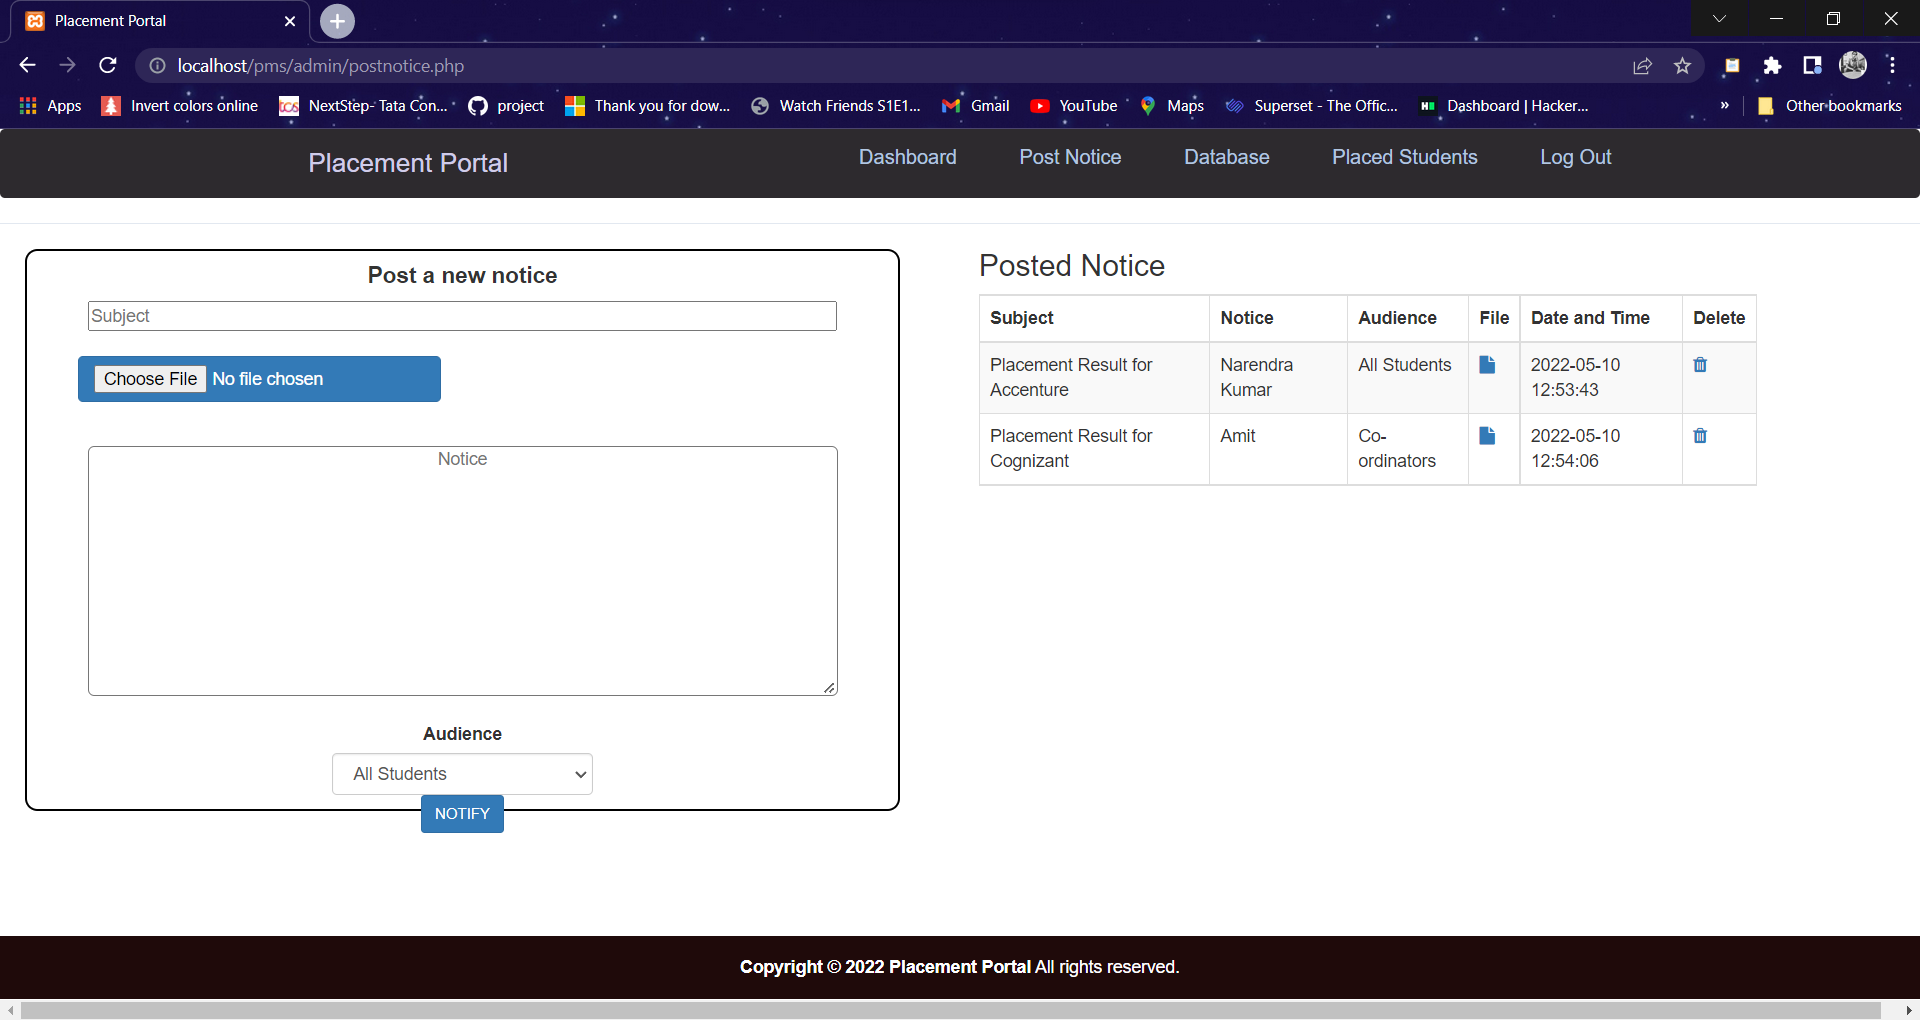 Placement Portal
localhost/pms/admin/postnotice.php
Apps Invert colors online NextStep- Tata Con... project Thank you for dow... Watch Friends S1E1... Gmail YouTube Maps Superset - The Offic... Dashboard | Hacker... » Other bookmarks
Placement Portal Dashboard Post Notice Database Placed Students Log Out
Post a new notice
Subject
Choose File No file chosen
Notice
Audience
All Students
NOTIFY
Posted Notice
Subject Notice Audience File Date and Time Delete
Placement Result for Narendra All Students 2022-05-10
Accenture Kumar 12:53:43
Placement Result for Amit Co- 2022-05-10
Cognizant ordinators 12:54:06
Copyright © 2022 Placement Portal All rights reserved.